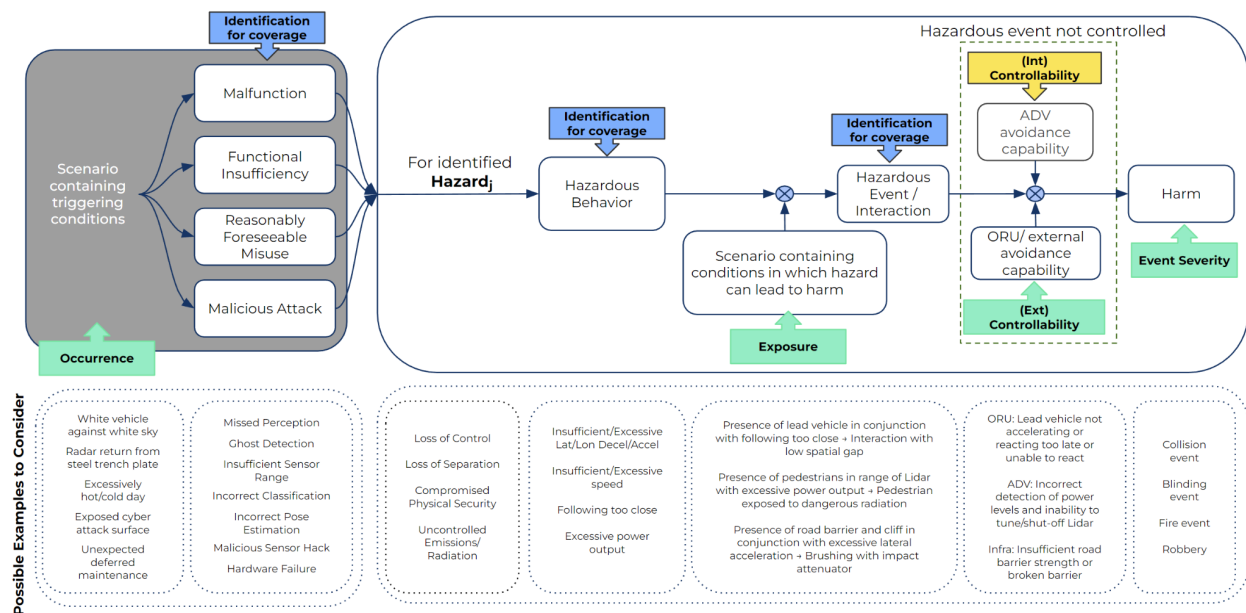 Identification
for coverage
Scenario
containing
triggering
conditions
Malfunction
Functional
Insufficiency
Reasonably
Foreseeable
Misuse
Malicious Attack
Occurrence
For identified
Hazardj
Identification
for coverage
Hazardous
Behavior
Scenario containing
conditions in which hazard
can lead to harm
Exposure
Identification
for coverage
Hazardous
Event /
Interaction
Hazardous event not controlled
(Int)
Controllability
ADV
avoidance
capability
ORU/ external
avoidance
capability
(Ext)
Controllability
Harm
Event Severity
Possible Examples to Consider
White vehicle
against white sky
Radar return from
steel trench plate
Excessively
hot/cold day
Exposed cyber
attack surface
Unexpected
deferred
maintenance
Missed Perception
Ghost Detection
Insufficient Sensor
Range
Incorrect Classification
Incorrect Pose
Estimation
Malicious Sensor Hack
Hardware Failure
Loss of Control
Loss of Separation
Compromised
Physical Security
Uncontrolled
Emissions/
Radiation
Insufficient/Excessive
Lat/Lon Decel/Accel
Insufficient/Excessive
speed
Following too close
Excessive power
output
Presence of lead vehicle in conjunction
with following too close → Interaction with
low spatial gap
Presence of pedestrians in range of Lidar
with excessive power output → Pedestrian
exposed to dangerous radiation
Presence of road barrier and cliff in
conjunction with excessive lateral
acceleration → Brushing with impact
attenuator
ORU: Lead vehicle not
accelerating or
reacting too late or
unable to react
ADV: Incorrect
detection of power
levels and inability to
tune/shut-off Lidar
Infra: Insufficient road
barrier strength or
broken barrier
Collision
event
Blinding
event
Fire event
Robbery